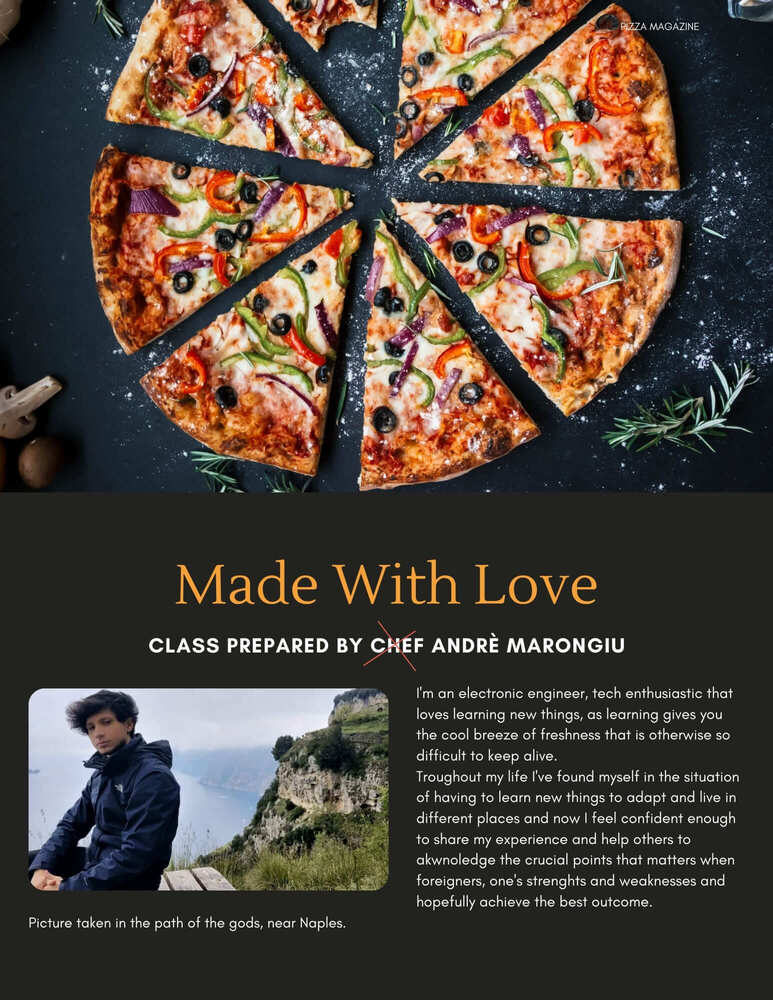 PIZZA MAGAZINE
Made With Love
CLASS PREPARED BY CHEF ANDRÈ MARONGIU
I'm an electronic engineer, tech enthusiastic that
loves learning new things, as learning gives you
the cool breeze of freshness that is otherwise so
difficult to keep alive.
Troughout my life I've found myself in the situation
of having to learn new things to adapt and live in
different places and now I feel confident enough
to share my experience and help others to
akwnoledge the crucial points that matters when
foreigners, one's strenghts and weaknesses and
hopefully achieve the best outcome.
Picture taken in the path of the gods, near Naples.